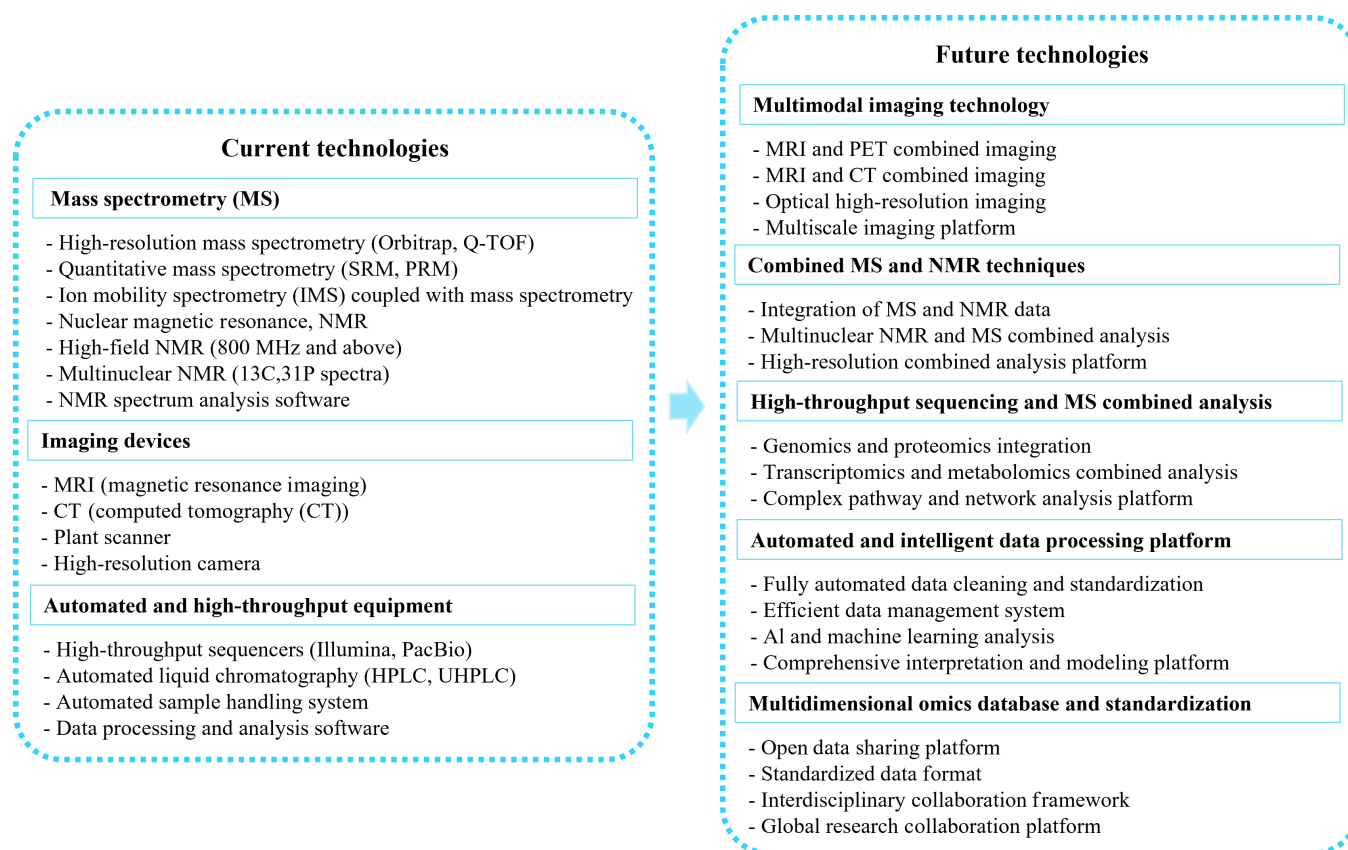 Current technologies
Mass spectrometry (MS)
- High-resolution mass spectrometry (Orbitrap, Q-TOF)
- Quantitative mass spectrometry (SRM, PRM)
- Ion mobility spectrometry (IMS) coupled with mass spectrometry
- Nuclear magnetic resonance, NMR
- High-field NMR (800 MHz and above)
- Multinuclear NMR (13C,31P spectra)
- NMR spectrum analysis software
Imaging devices
- MRI (magnetic resonance imaging)
- CT (computed tomography (CT))
- Plant scanner
- High-resolution camera
Automated and high-throughput equipment
- High-throughput sequencers (Illumina, PacBio)
- Automated liquid chromatography (HPLC, UHPLC)
- Automated sample handling system
- Data processing and analysis software
Future technologies
Multimodal imaging technology
- MRI and PET combined imaging
- MRI and CT combined imaging
- Optical high-resolution imaging
- Multiscale imaging platform
Combined MS and NMR techniques
- Integration of MS and NMR data
- Multinuclear NMR and MS combined analysis
- High-resolution combined analysis platform
High-throughput sequencing and MS combined analysis
- Genomics and proteomics integration
- Transcriptomics and metabolomics combined analysis
- Complex pathway and network analysis platform
Automated and intelligent data processing platform
- Fully automated data cleaning and standardization
- Efficient data management system
- Al and machine learning analysis
- Comprehensive interpretation and modeling platform
Multidimensional omics database and standardization
- Open data sharing platform
- Standardized data format
- Interdisciplinary collaboration framework
- Global research collaboration platform